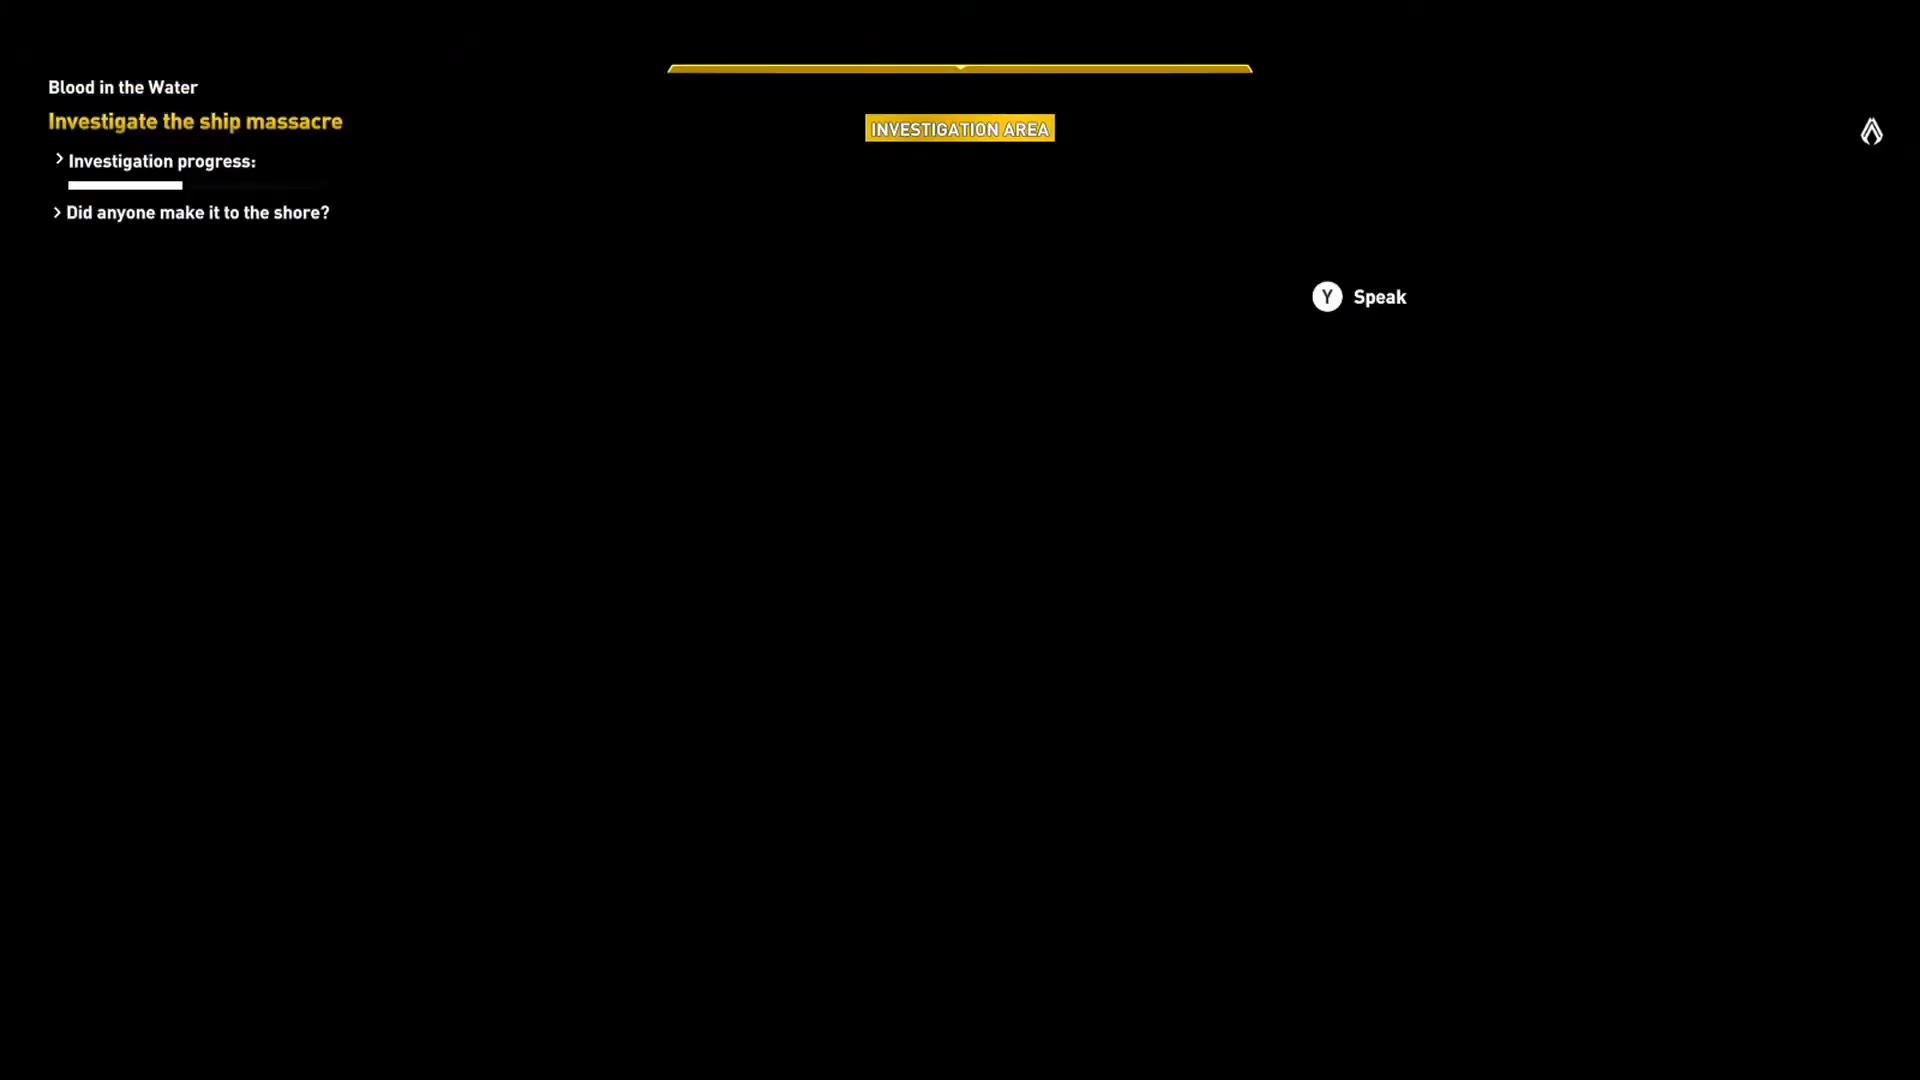 Blood in the Water
Investigate the ship massacre
INVESTIGATION AREA
> Investigation progress:
> Did anyone make it to the shore?
Y Speak